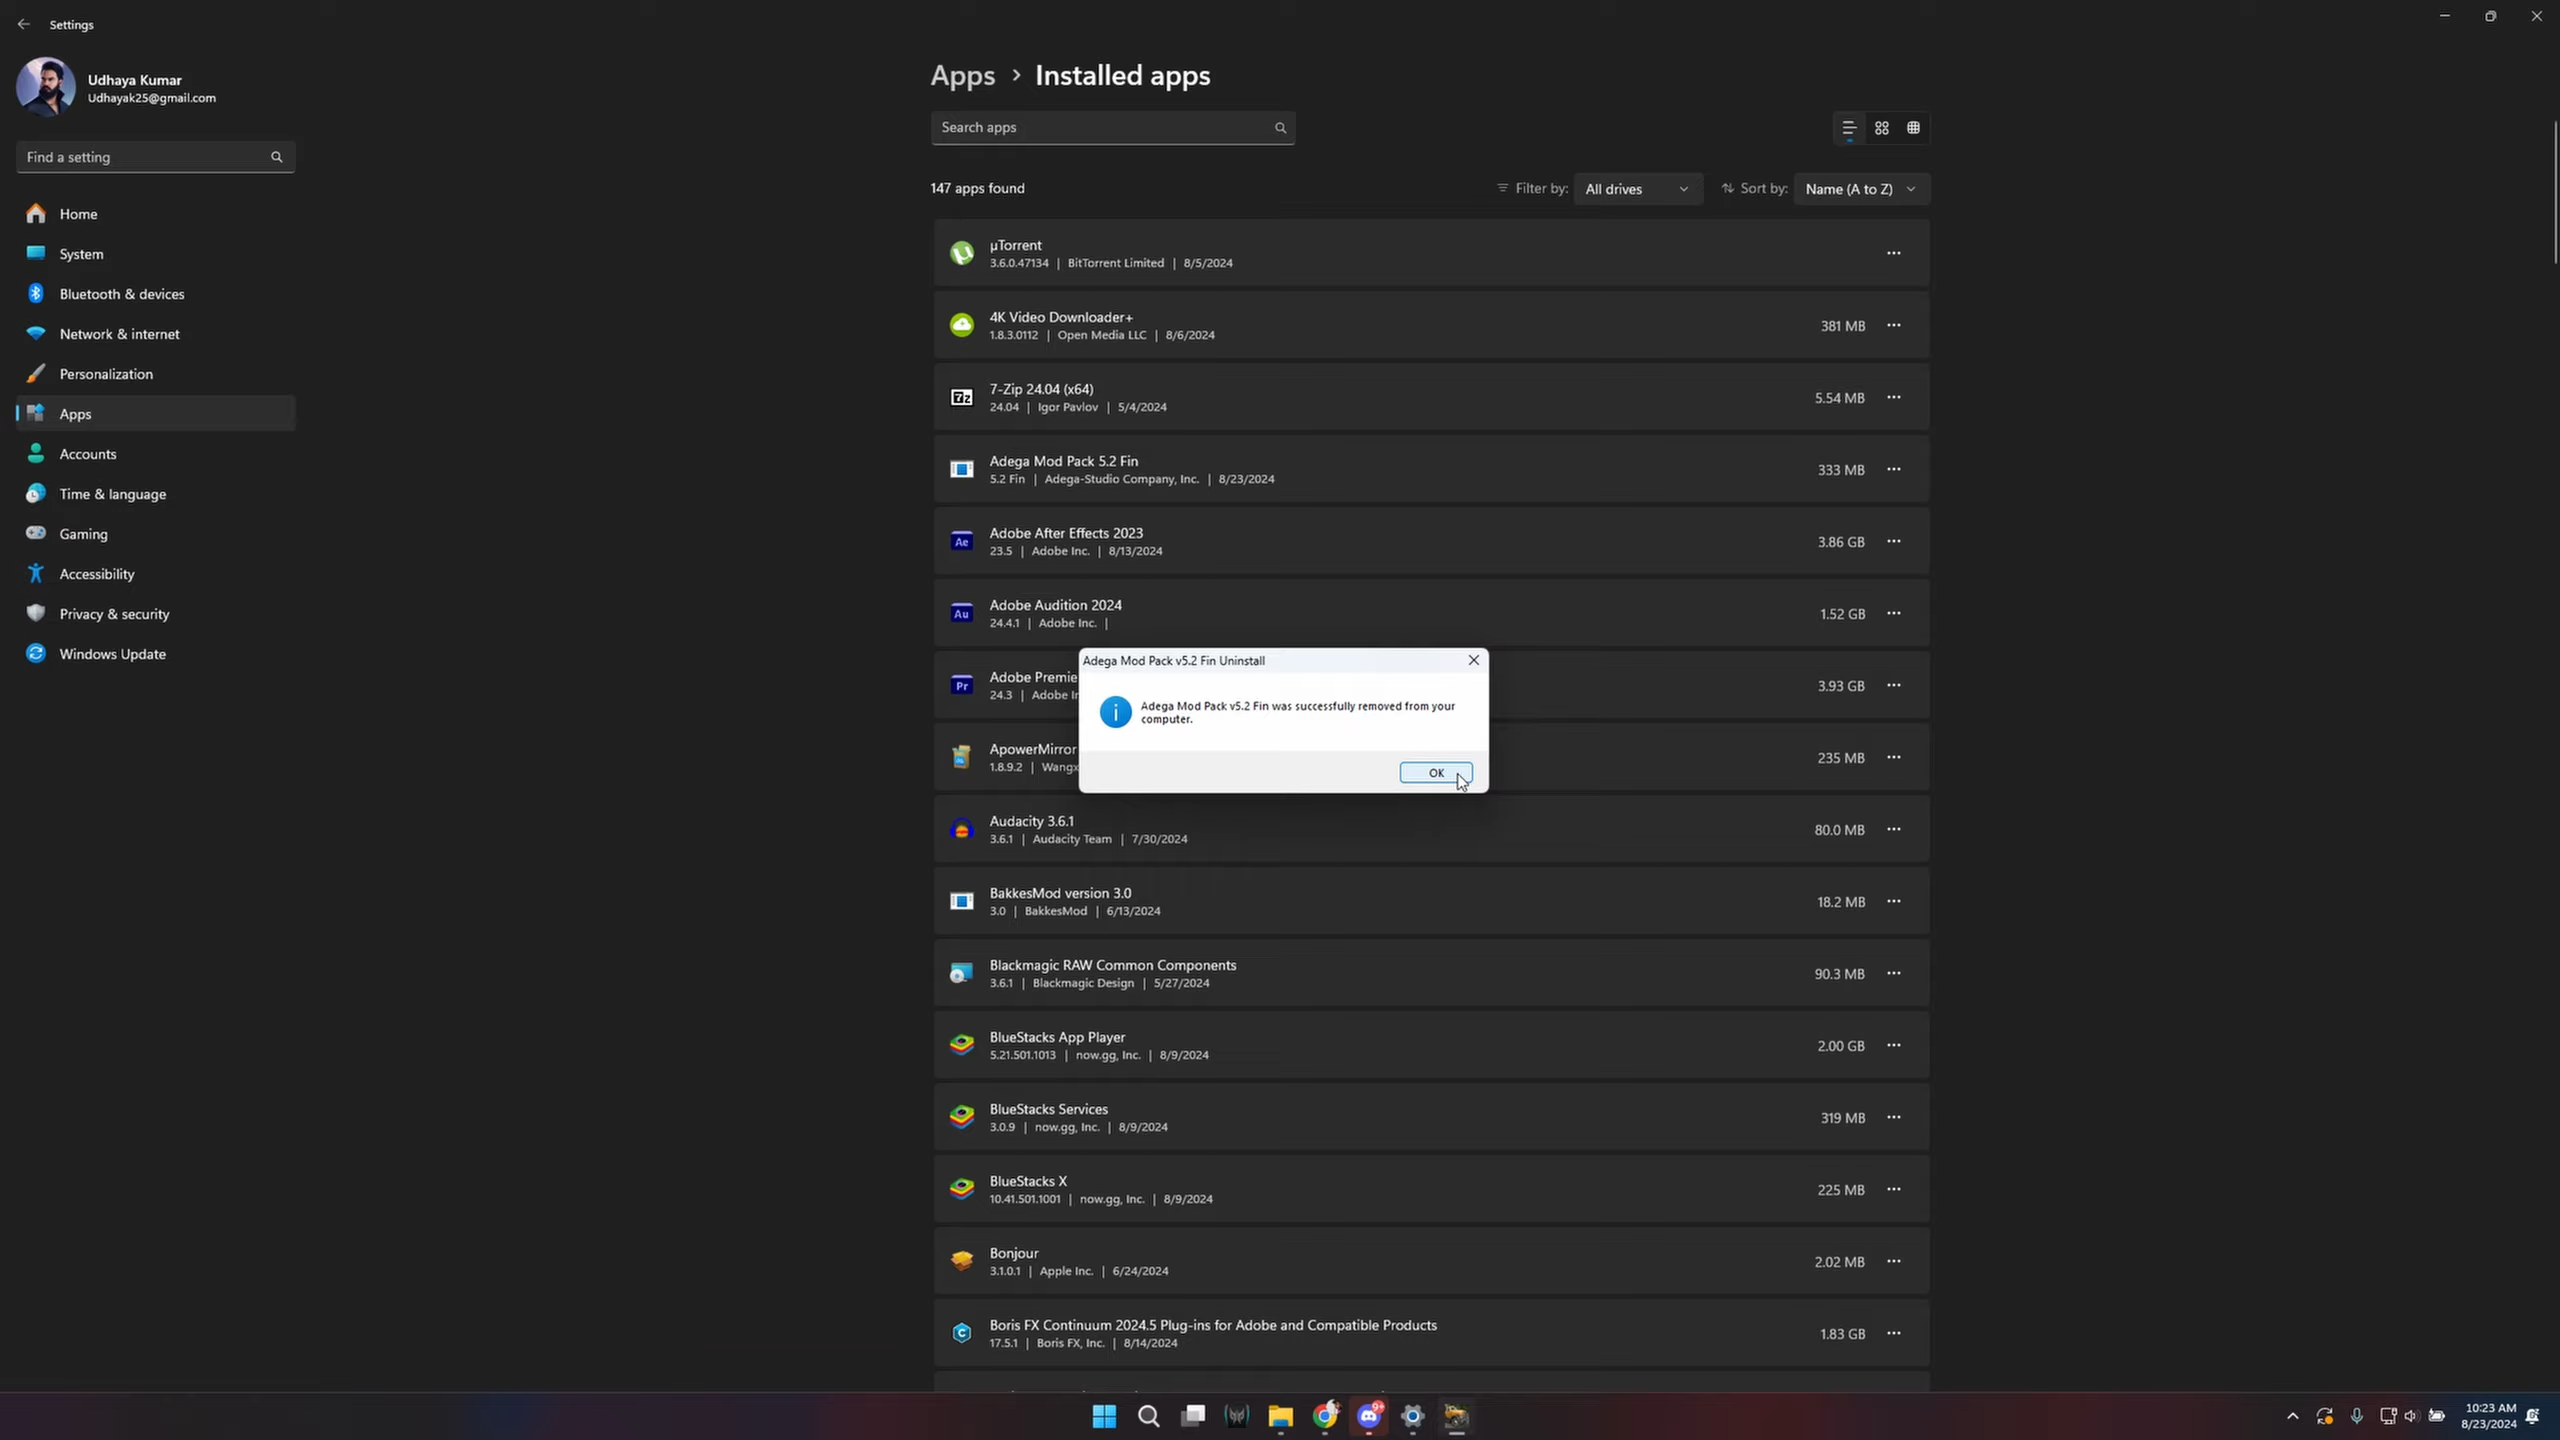 Settings
Udhaya Kumar
Udhayak25@gmail.com
Find a setting
Home
System
Bluetooth & devices
Network & internet
Personalization
Apps
Accounts
Time & language
Gaming
Accessibility
Privacy & security
Windows Update
Apps > Installed apps
Search apps
147 apps found
Filter by: All drives
Sort by: Name (A to Z)
µTorrent
3.6.0.47134 | BitTorrent Limited | 8/5/2024
4K Video Downloader+
1.8.3.0112 | Open Media LLC | 8/6/2024
381 MB
7-Zip 24.04 (x64)
24.04 | Igor Pavlov | 5/4/2024
5.54 MB
Adega Mod Pack 5.2 Fin
5.2 Fin | Adega-Studio Company, Inc. | 8/23/2024
333 MB
Adobe After Effects 2023
23.5 | Adobe Inc. | 8/13/2024
3.86 GB
Adobe Audition 2024
24.4.1 | Adobe Inc. |
1.52 GB
Adobe Premie
24.3 | Adobe In
3.93 GB
Adega Mod Pack v5.2 Fin Uninstall
Adega Mod Pack v5.2 Fin was successfully removed from your
computer.
OK
ApowerMirror
1.8.9.2 | Wangx
235 MB
Audacity 3.6.1
3.6.1 | Audacity Team | 7/30/2024
80.0 MB
BakkesMod version 3.0
3.0 | BakkesMod | 6/13/2024
18.2 MB
Blackmagic RAW Common Components
3.6.1 | Blackmagic Design | 5/27/2024
90.3 MB
BlueStacks App Player
5.21.501.1013 | now.gg, Inc. | 8/9/2024
2.00 GB
BlueStacks Services
3.0.9 | now.gg, Inc. | 8/9/2024
319 MB
BlueStacks X
10.41.501.1001 | now.gg, Inc. | 8/9/2024
225 MB
Bonjour
3.1.0.1 | Apple Inc. | 6/24/2024
2.02 MB
Boris FX Continuum 2024.5 Plug-ins for Adobe and Compatible Products
17.5.1 | Boris FX, Inc. | 8/14/2024
1.83 GB
9+
10:23 AM
8/23/2024